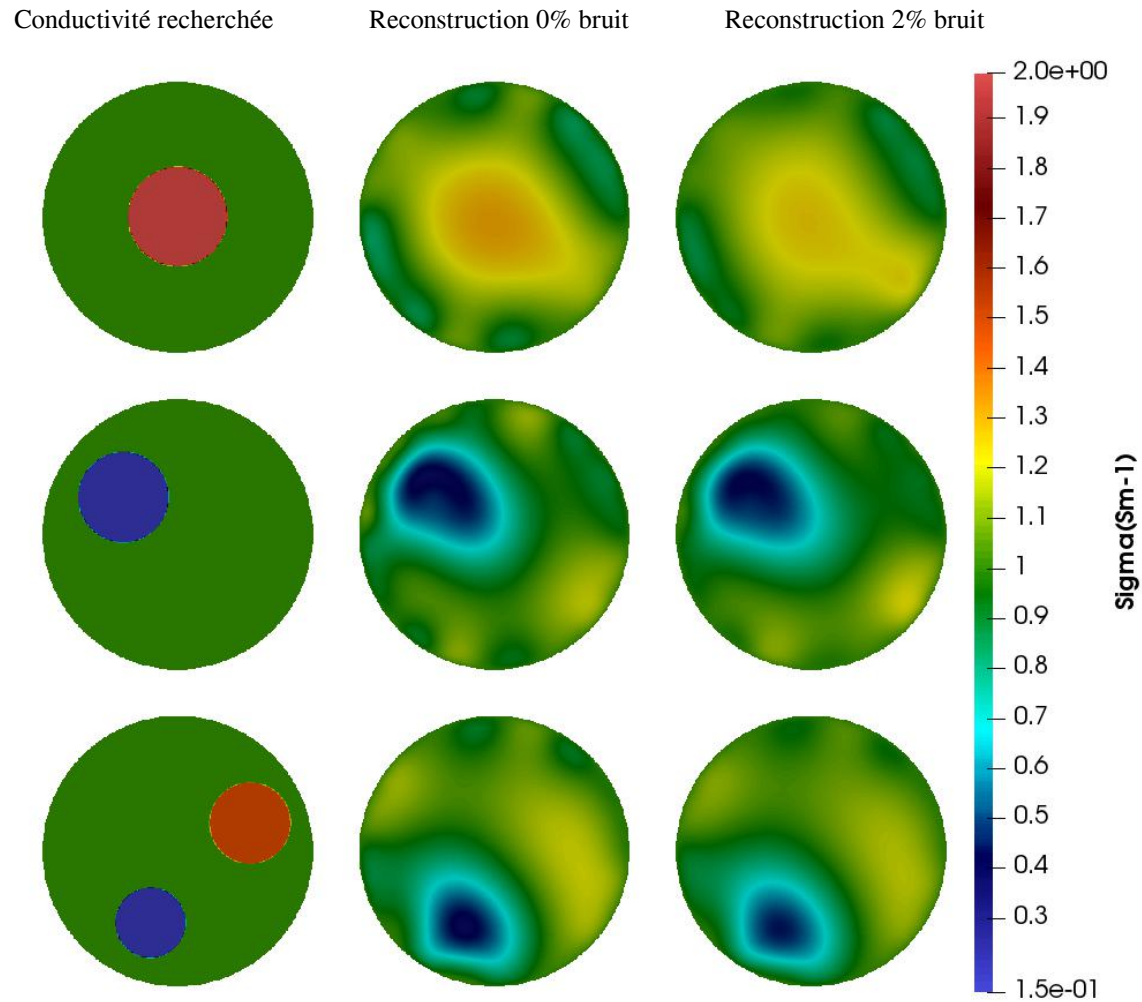 Conductivité recherchée
Reconstruction 0% bruit
Reconstruction 2% bruit
2.0e+00
1.9
1.8
1.7
1.6
1.5
1.4
1.3
1.2
1.1
1
0.9
0.8
0.7
0.6
0.5
0.4
0.3
1.5e-01
Sigma(Sm-1)